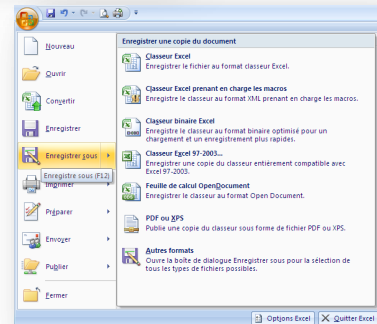 Nouveau
Ouvrir
Convertir
Enregistrer
Enregistrer sous
Enregistre sous (F12)
Imprimer
Préparer
Envoyer
Publier
Fermer
Enregistrer une copie du document
Classeur Excel
Enregistrer le fichier au format classeur Excel.
Classeur Excel prenant en charge les macros
Enregistrer le classeur au format XML prenant en charge les macros.
Classeur binaire Excel
Enregistrer le classeur au format binaire optimisé pour un
chargement et un enregistrement plus rapides.
Classeur Excel 97-2003...
Enregistrer une copie du classeur entièrement compatible avec
Excel 97-2003.
Feuille de calcul OpenDocument
Enregistrer le classeur au format Open Document.
PDF ou XPS
Publie une copie du classeur sous forme de fichier PDF ou XPS.
Autres formats
Ouvre la boîte de dialogue Enregistrer sous pour la sélection de
tous les types de fichiers possibles.
Options Excel
Quitter Excel